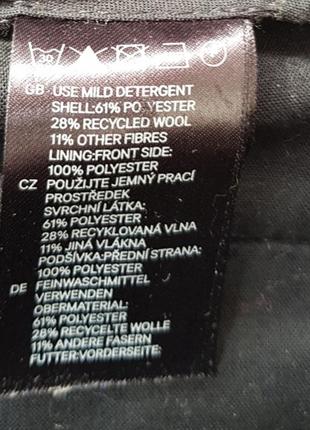 30
GB USE MILD DETERGENT
SHELL:61% POLYESTER
28% RECYCLED WOOL
11% OTHER FIBRES
LINING:FRONT SIDE:
100% POLYESTER
CZ POUŽIJTE JEMNÝ PRACÍ
PROSTŘEDEK
SVRCHNÍ LÁTKA:
61% POLYESTER
28% RECYKLOVANÁ VLNA
11% JINÁ VLÁKNA
PODŠÍVKA:PŘEDNÍ STRANA:
100% POLYESTER
DE FEINWASCHMITTEL
VERWENDEN
OBERMATERIAL:
61% POLYESTER
28% RECYCELTE WOLLE
11% ANDERE FASERN
FUTTER:VORDERSEITE: